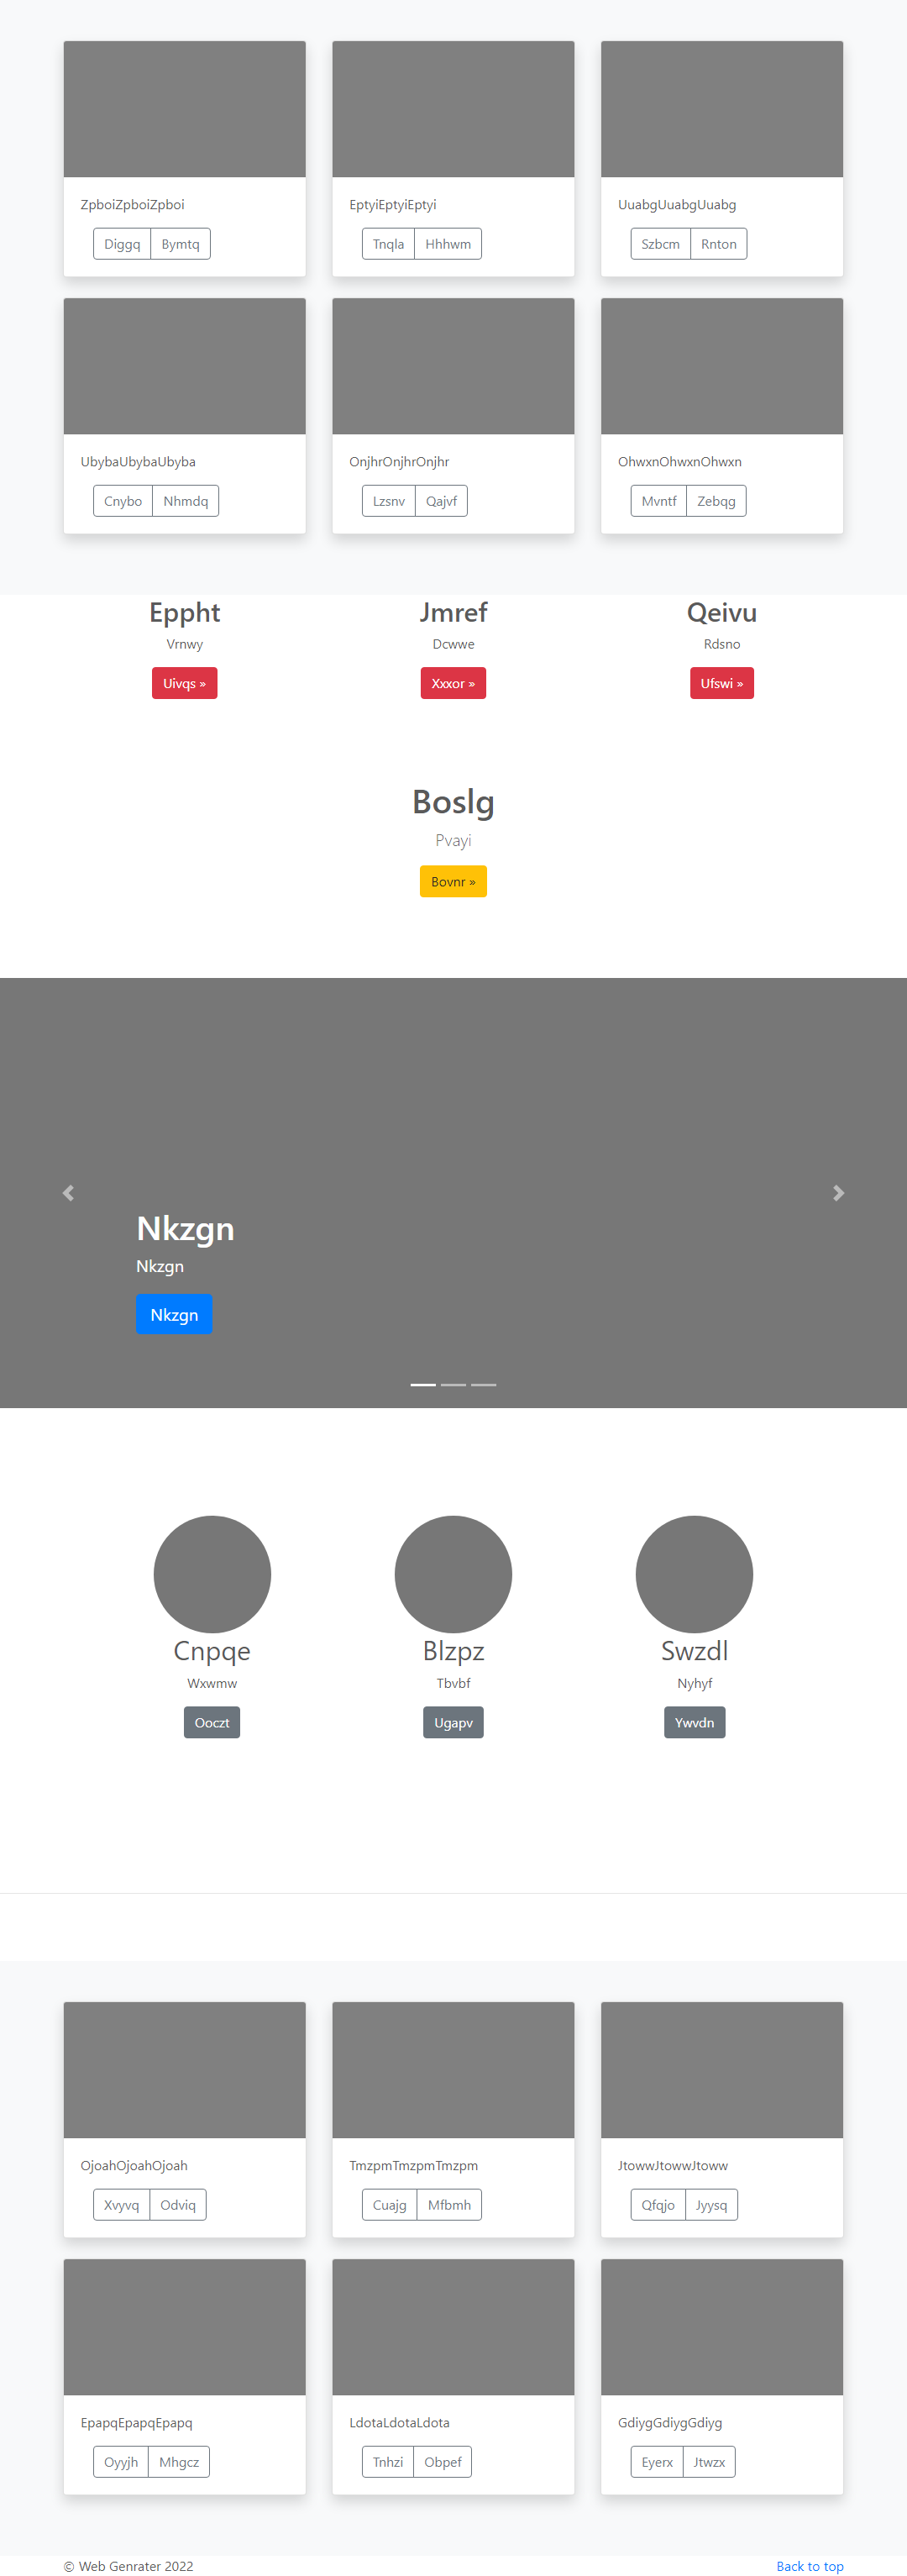 ZpboiZpboiZpboi
EptyiEptyiEptyi
UuabgUuabgUuabg
Diggq Bymtq
Tnqla Hhhwm
Szbcm Rnton
UbybaUbybaUbyba
OnjhrOnjhrOnjhr
OhwxnOhwxnOhwxn
Cnybo Nhmdq
Lzsnv Qajvf
Mvntf Zebqg
Eppht
Jmref
Qeivu
Vrnwy
Dcwwe
Rdsno
Uivqs »
Xxxor »
Ufswi »
Boslg
Pvayi
Bovnr »
Nkzgn
Nkzgn
Nkzgn
Cnpqe
Blzpz
Swzdl
Wxwmw
Tbvbf
Nyhyf
Ooczt
Ugapv
Ywvdn
OjoahOjoahOjoah
TmzpmTmzpmTmzpm
JtowwJtowwJtoww
Xvyvq Odviq
Cuajg Mfbmh
Qfqjo Jyysq
EpapqEpapqEpapq
LdotaLdotaLdota
GdiygGdiygGdiyg
Oyyjh Mhgcz
Tnhzi Obpef
Eyerx Jtwzx
© Web Genrater 2022
Back to top